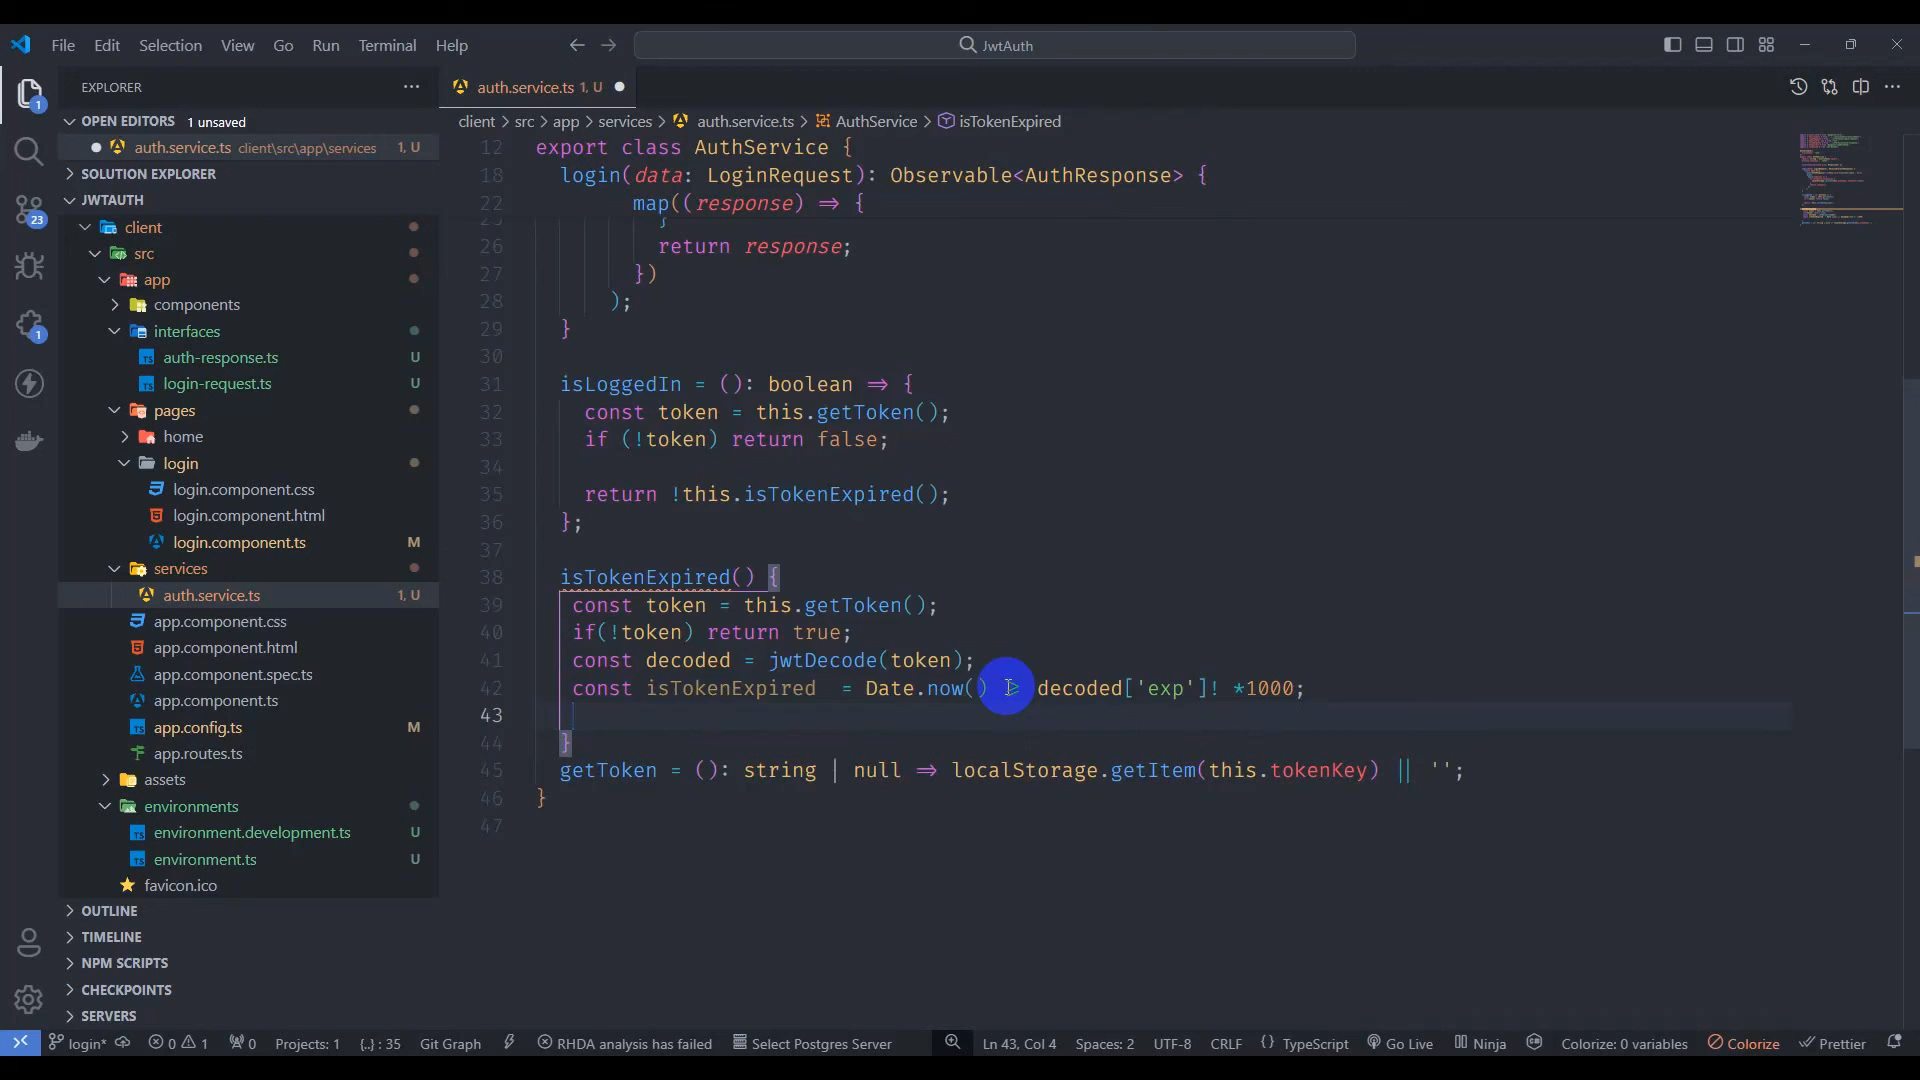 File Edit Selection View Go Run Terminal Help
JwtAuth
EXPLORER
auth.service.ts 1, U
OPEN EDITORS 1 unsaved
auth.service.ts client\src\app\services 1, U
SOLUTION EXPLORER
JWTAUTH
client
src
app
components
interfaces
auth-response.ts U
login-request.ts U
pages
home
login
login.component.css
login.component.html
login.component.ts M
services
auth.service.ts 1, U
app.component.css
app.component.html
app.component.spec.ts
app.component.ts
app.config.ts M
app.routes.ts
assets
environments
environment.development.ts U
environment.ts U
favicon.ico
OUTLINE
TIMELINE
NPM SCRIPTS
CHECKPOINTS
SERVERS
1
23
1
client > src > app > services > auth.service.ts > AuthService > isTokenExpired
12 export class AuthService {
18 login(data: LoginRequest): Observable<AuthResponse> {
22 map((response) => {
}
26 return response;
27 })
28 );
29 }
30
31 isLoggedIn = (): boolean => {
32 const token = this.getToken();
33 if (!token) return false;
34
35 return !this.isTokenExpired();
36 };
37
38 isTokenExpired() {
39 const token = this.getToken();
40 if(!token) return true;
41 const decoded = jwtDecode(token);
42 const isTokenExpired = Date.now() > decoded['exp']! *1000;
43
44 }
45 getToken = (): string | null => localStorage.getItem(this.tokenKey) || '';
46 }
47
login* 0 1 0 Projects: 1 {..} : 35 Git Graph RHDA analysis has failed Select Postgres Server Ln 43, Col 4 Spaces: 2 UTF-8 CRLF { } TypeScript Go Live Ninja Colorize: 0 variables Colorize Prettier